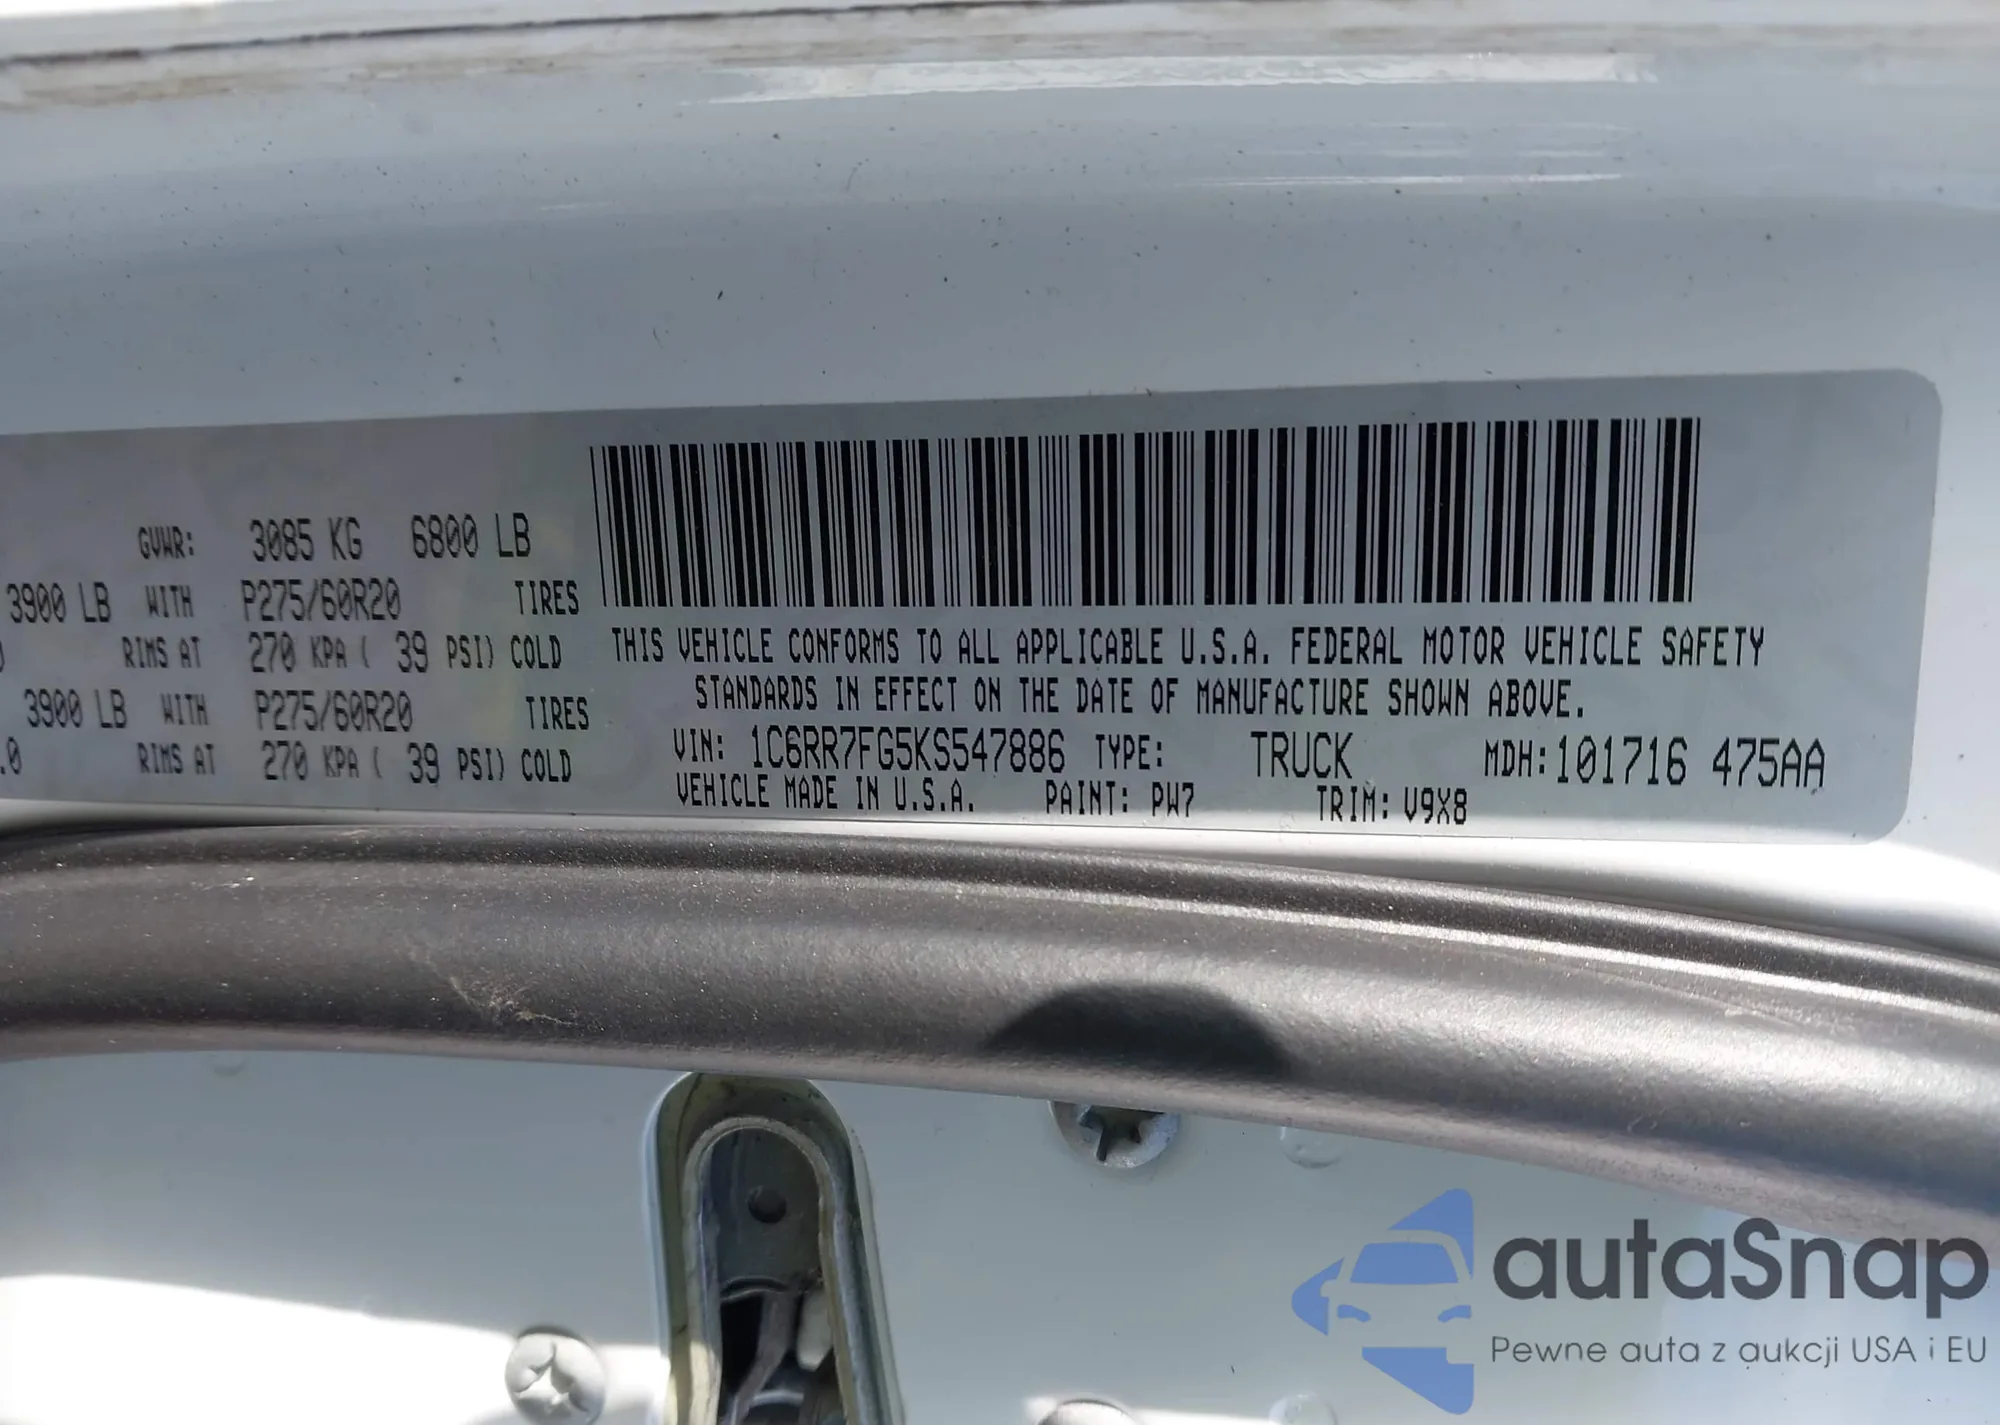 GVWR: 3085 KG 6800 LB
3900 LB WITH P275/60R20 TIRES
RIMS AT 270 KPA ( 39 PSI) COLD
3900 LB WITH P275/60R20 TIRES
.0 RIMS AT 270 KPA ( 39 PSI) COLD
THIS VEHICLE CONFORMS TO ALL APPLICABLE U.S.A. FEDERAL MOTOR VEHICLE SAFETY
STANDARDS IN EFFECT ON THE DATE OF MANUFACTURE SHOWN ABOVE.
VIN: 1C6RR7FG5KS547886 TYPE: TRUCK MDH:101716 475AA
VEHICLE MADE IN U.S.A. PAINT: PW7 TRIM: V9X8
autaSnap
Pewne auta z aukcji USA i EU